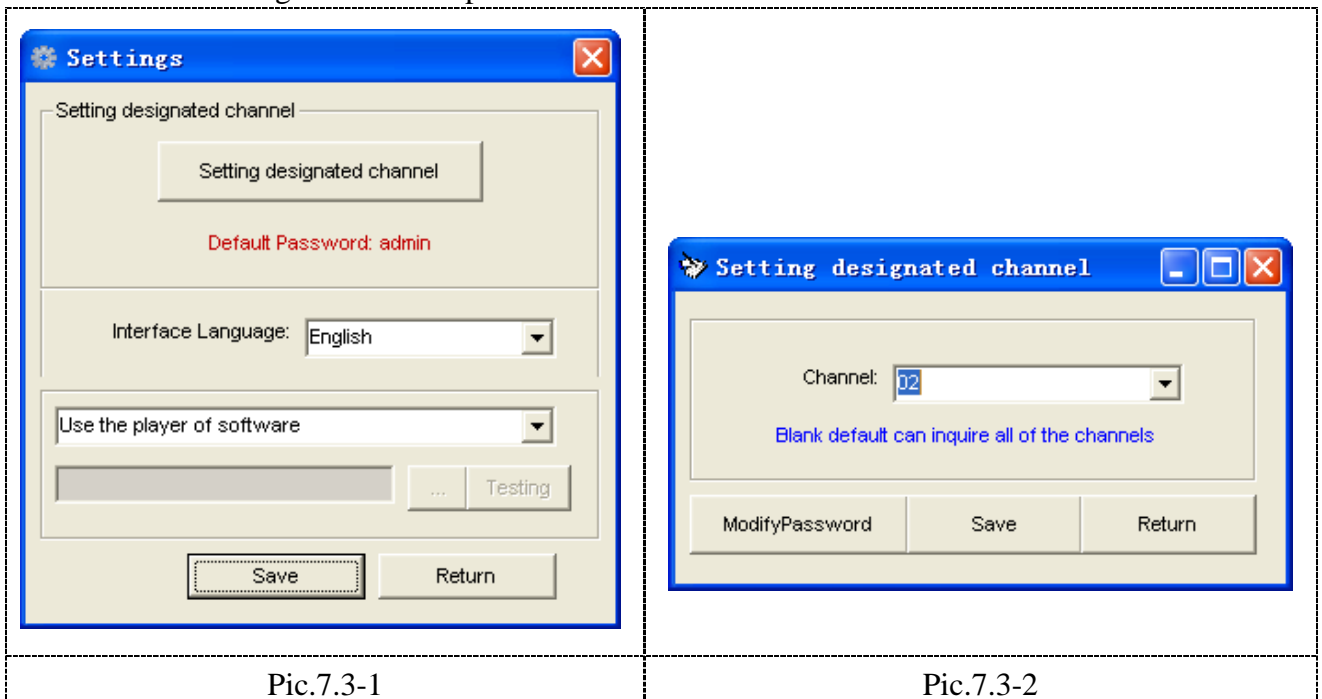 Settings
Setting designated channel
Setting designated channel
Default Password: admin
Interface Language: English
Use the player of software
... Testing
Save Return
Setting designated channel
Channel: 02
Blank default can inquire all of the channels
ModifyPassword Save Return
Pic.7.3-1 Pic.7.3-2